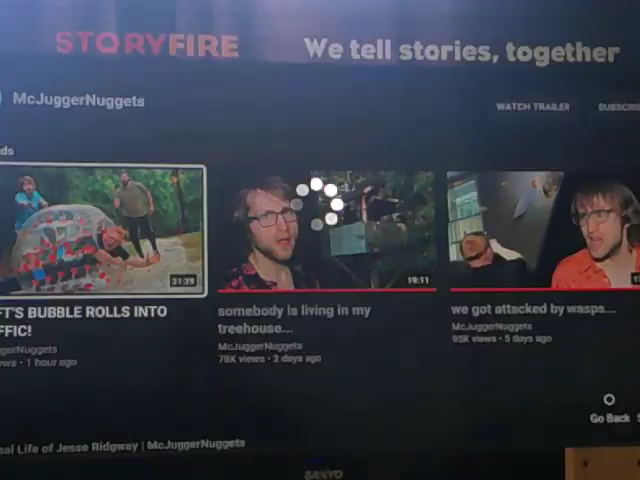 STORYFIRE We tell stories, together
McJuggerNuggets
WATCH TRAILER
31:39
19:11
FT'S BUBBLE ROLLS INTO
FFIC!
1 hour ago
somebody is living in my
treehouse...
McJuggerNuggets
78K views • 2 days ago
we got attacked by wasps...
McJuggerNuggets
95K views • 5 days ago
Go Back
Life of Jesse Ridgway | McJuggerNuggets
SANYO